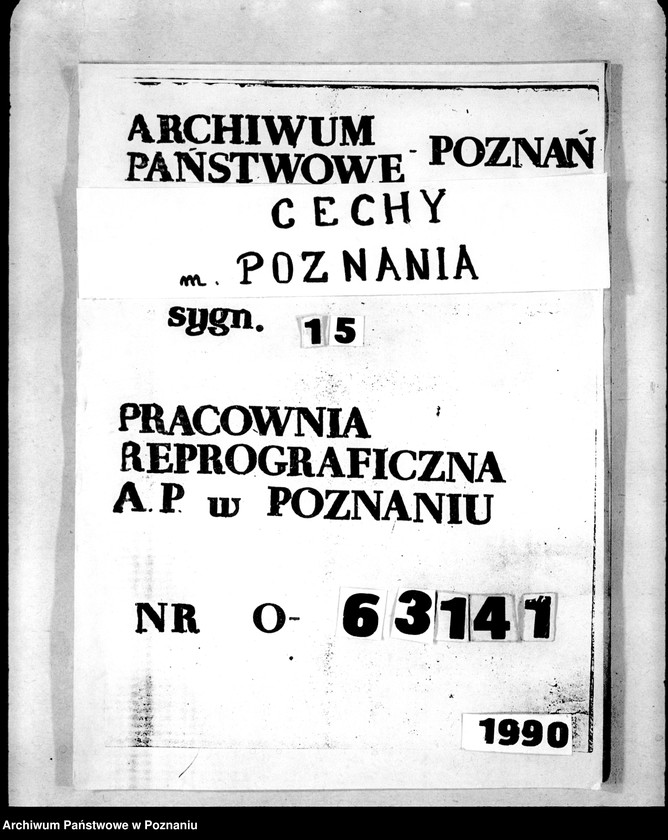 ARCHIWUM
PAŃSTWOWE - POZNAŃ
CECHY
m. POZNANIA
sygn. 15
PRACOWNIA
REPROGRAFICZNA
A.P. w POZNANIU
NR O- 63141
1990
Archiwum Państwowe w Poznaniu